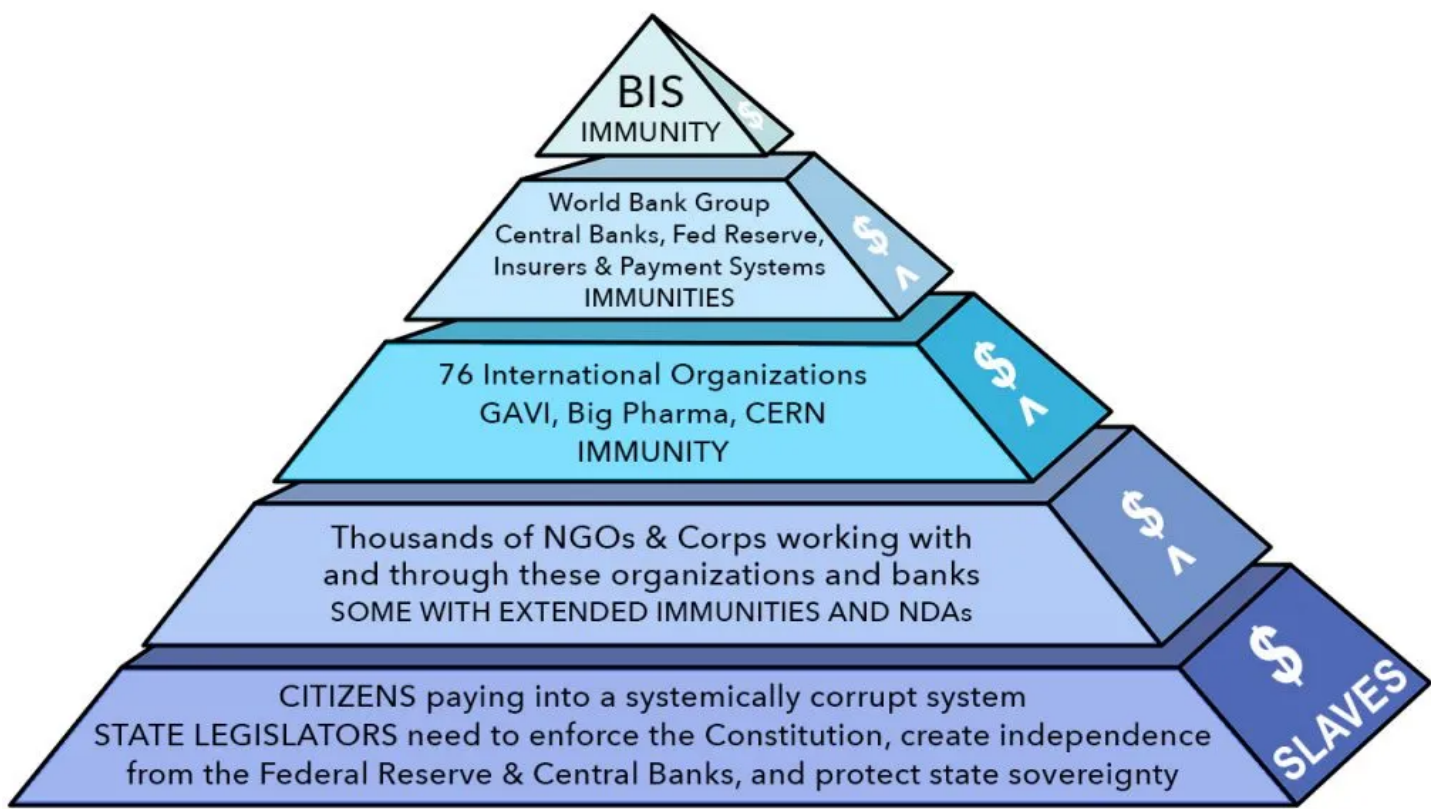 BIS
IMMUNITY
$
World Bank Group
Central Banks, Fed Reserve,
Insurers & Payment Systems
IMMUNITIES
$
^
76 International Organizations
GAVI, Big Pharma, CERN
IMMUNITY
$
^
Thousands of NGOs & Corps working with
and through these organizations and banks
SOME WITH EXTENDED IMMUNITIES AND NDAs
$
^
CITIZENS paying into a systemically corrupt system
STATE LEGISLATORS need to enforce the Constitution, create independence
from the Federal Reserve & Central Banks, and protect state sovereignty
$
SLAVES